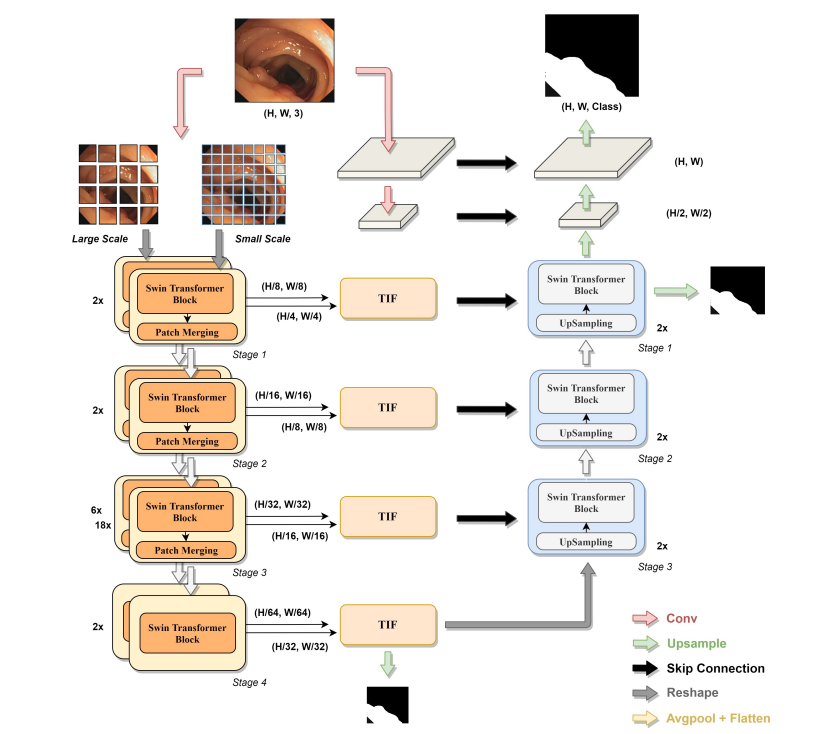 (H, W, 3)
(H, W, Class)
(H, W)
(H/2, W/2)
Large Scale
Small Scale
2x
Swin Transformer
Block
Patch Merging
Stage 1
(H/8, W/8)
(H/4, W/4)
TIF
Swin Transformer
Block
UpSampling
2x
Stage 1
2x
Swin Transformer
Block
Patch Merging
Stage 2
(H/16, W/16)
(H/8, W/8)
TIF
Swin Transformer
Block
UpSampling
2x
Stage 2
6x
18x
Swin Transformer
Block
Patch Merging
Stage 3
(H/32, W/32)
(H/16, W/16)
TIF
Swin Transformer
Block
UpSampling
2x
Stage 3
2x
Swin Transformer
Block
Stage 4
(H/64, W/64)
(H/32, W/32)
TIF
Conv
Upsample
Skip Connection
Reshape
Avgpool + Flatten